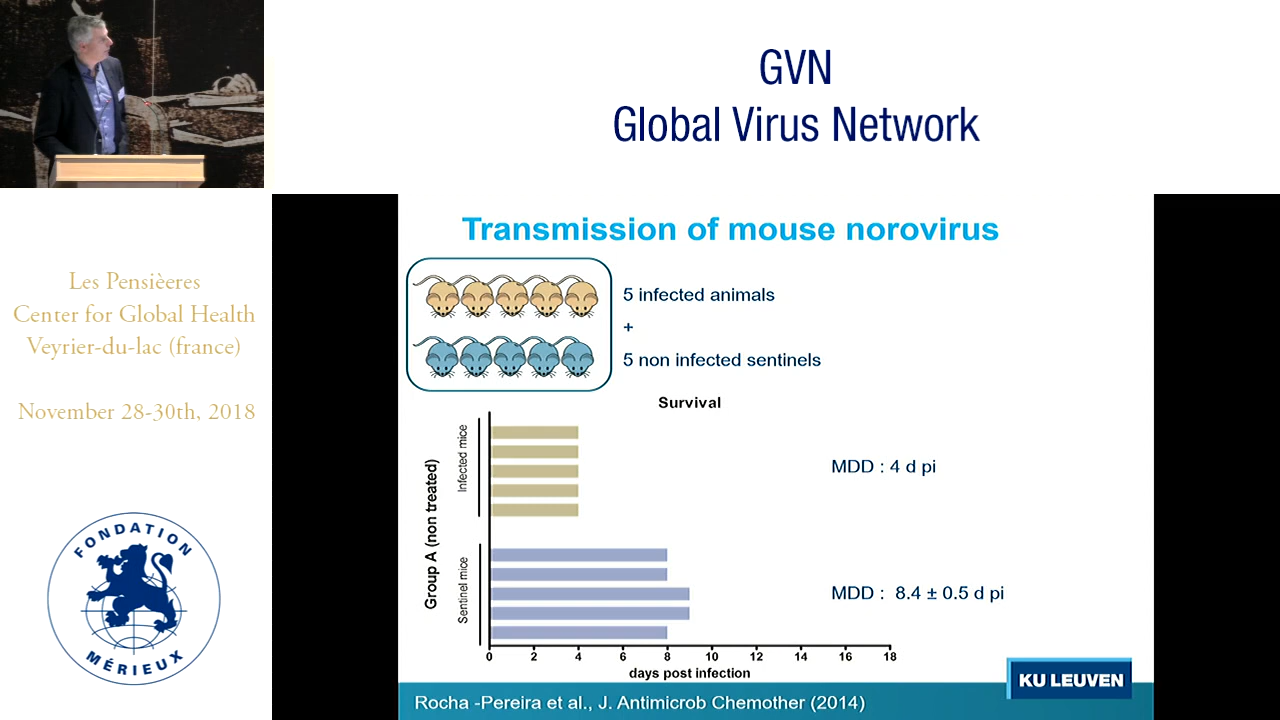 GVN
Global Virus Network
Les Pensièeres
Center for Global Health
Veyrier-du-lac (france)
November 28-30th, 2018
FONDATION
MÉRIEUX
Transmission of mouse norovirus
5 infected animals
+
5 non infected sentinels
Survival
Group A (non treated)
Infected mice
Sentinel mice
MDD : 4 d pi
MDD : 8.4 ± 0.5 d pi
0 2 4 6 8 10 12 14 16 18
days post infection
KU LEUVEN
Rocha -Pereira et al., J. Antimicrob Chemother (2014)